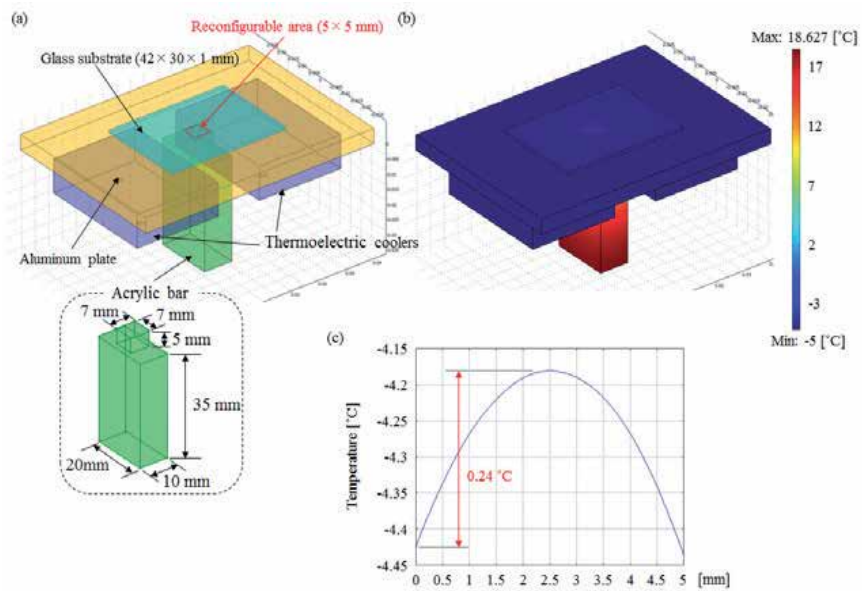 (a)
Reconfigurable area (5 × 5 mm)
Glass substrate (42 × 30 × 1 mm)
Thermoelectric coolers
Aluminum plate
Acrylic bar
7 mm
7 mm
5 mm
35 mm
20mm
10 mm
(b)
Max: 18.627 [˚C]
17
12
7
2
-3
Min: -5 [˚C]
(c)
-4.15
-4.2
-4.25
-4.3
-4.35
-4.4
-4.45
Temperature [˚C]
0.24 ˚C
0 0.5 1 1.5 2 2.5 3 3.5 4 4.5 5 [mm]